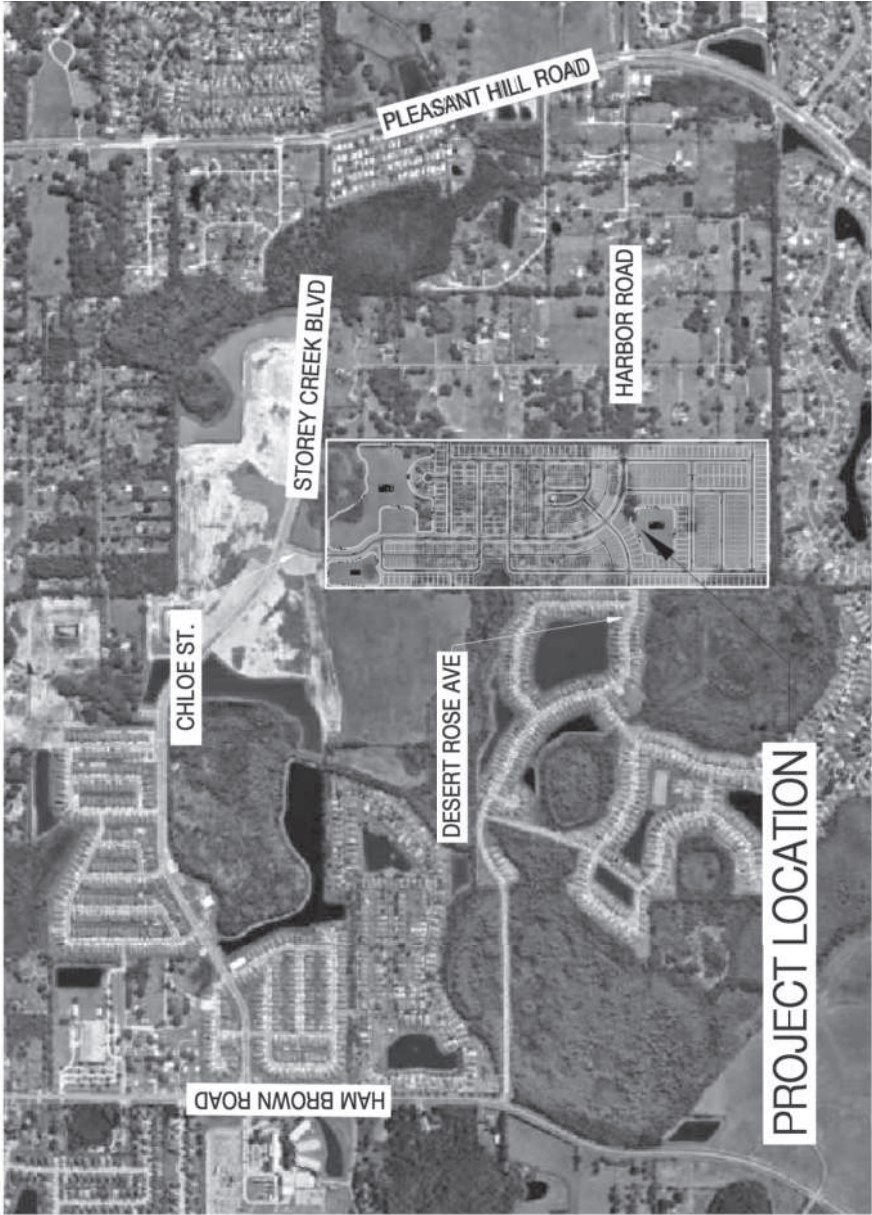 PLEASANT HILL ROAD
STOREY CREEK BLVD
HARBOR ROAD
CHLOE ST.
DESERT ROSE AVE
HAM BROWN ROAD
PROJECT LOCATION